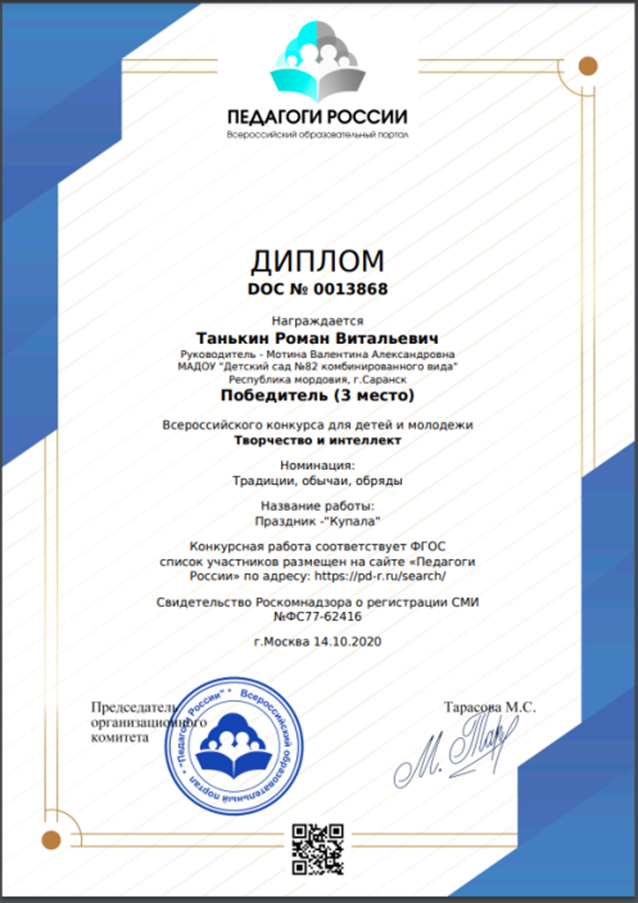 ПЕДАГОГИ РОССИИ
Всероссийский образовательный портал
ДИПЛОМ
DOC № 0013868
Награждается
Танькин Роман Витальевич
Руководитель - Мотина Валентина Александровна
МАДОУ "Детский сад №82 комбинированного вида"
Республика мордовия, г.Саранск
Победитель (3 место)
Всероссийского конкурса для детей и молодежи
Творчество и интеллект
Номинация:
Традиции, обычаи, обряды
Название работы:
Праздник -"Купала"
Конкурсная работа соответствует ФГОС
список участников размещен на сайте «Педагоги
России» по адресу: https://pd-r.ru/search/
Свидетельство Роскомнадзора о регистрации СМИ
№ФС77-62416
г.Москва 14.10.2020
Председатель
организационного
комитета
Всероссийский образовательный портал * "Педагоги России" *
Тарасова М.С.
М. Тар